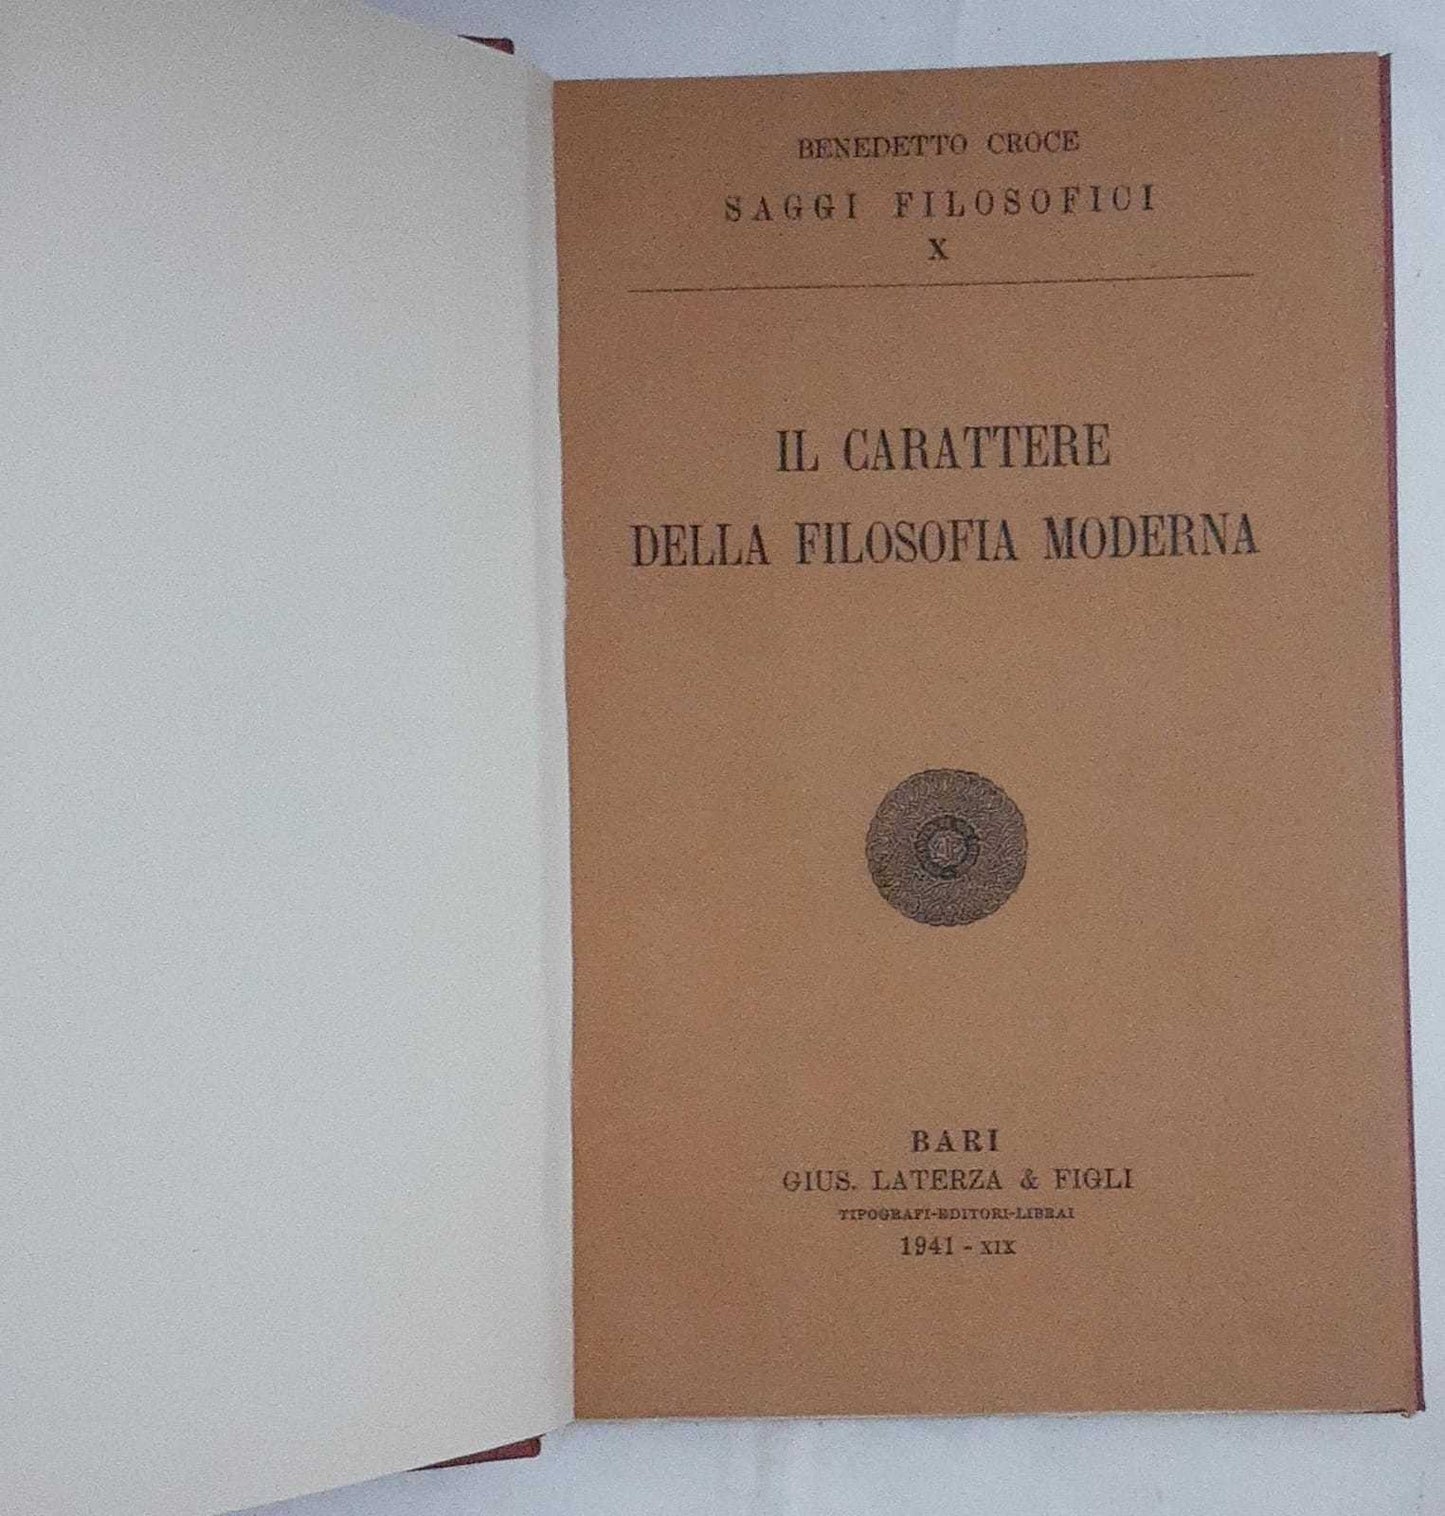 BENEDETTO CROCE
SAGGI FILOSOFICI
X
IL CARATTERE
DELLA FILOSOFIA MODERNA
BARI
GIUS. LATERZA & FIGLI
TIPOGRAFI-EDITORI-LIBRAI
1941 - XIX